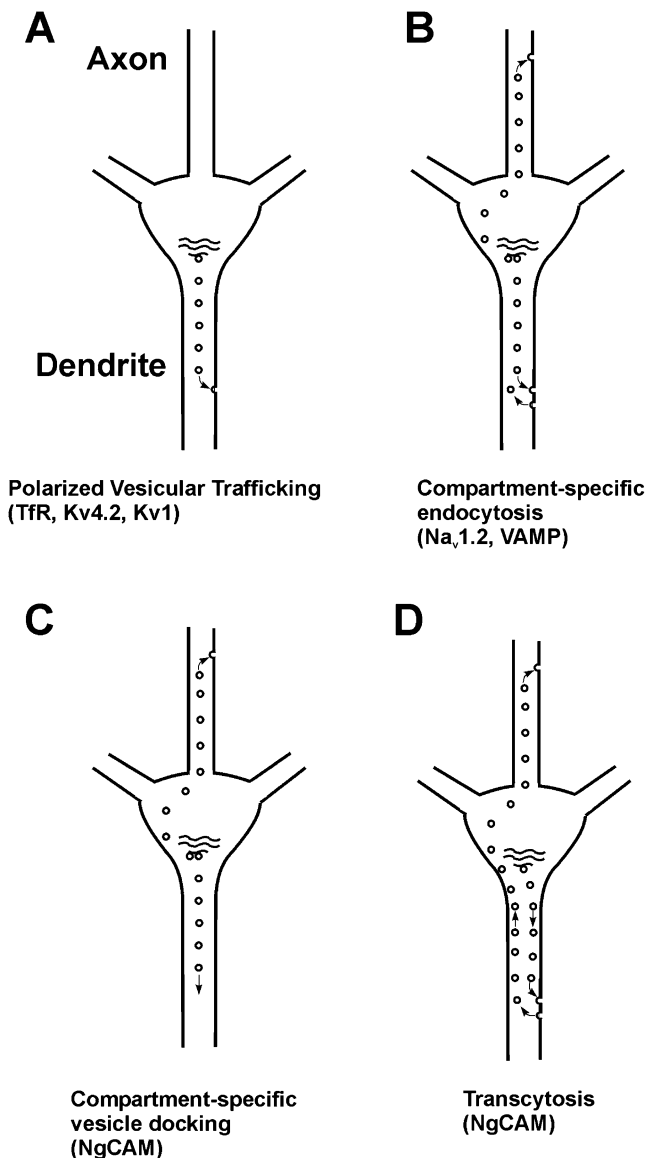 A
Axon
Dendrite
Polarized Vesicular Trafficking
(TfR, Kv4.2, Kv1)
B
Compartment-specific
endocytosis
(Nav1.2, VAMP)
C
Compartment-specific
vesicle docking
(NgCAM)
D
Transcytosis
(NgCAM)